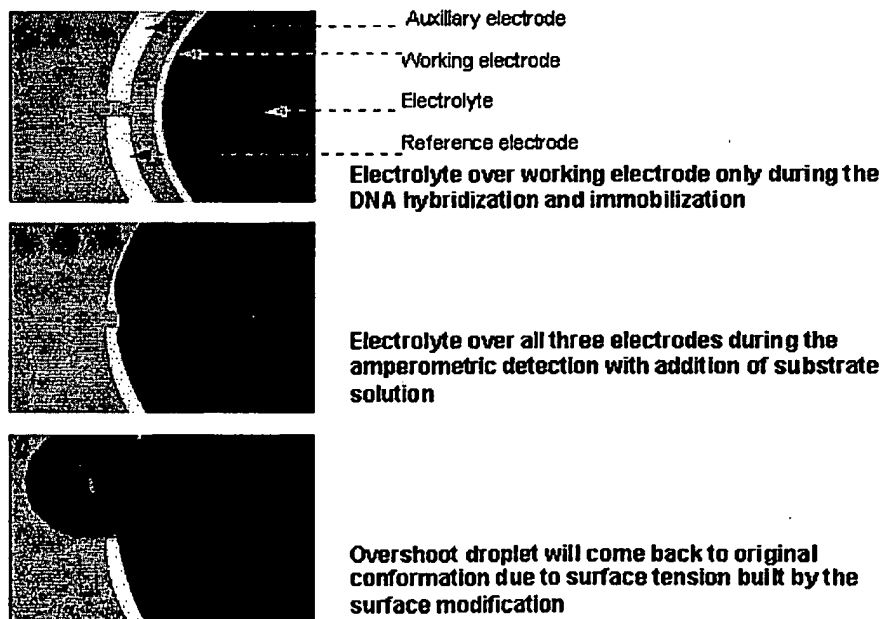 Auxillary electrode
Working electrode
Electrolyte
Reference electrode
Electrolyte over working electrode only during the
DNA hybridization and immobilization
Electrolyte over all three electrodes during the
amperometric detection with addition of substrate
solution
Overshoot droplet will come back to original
conformation due to surface tension built by the
surface modification